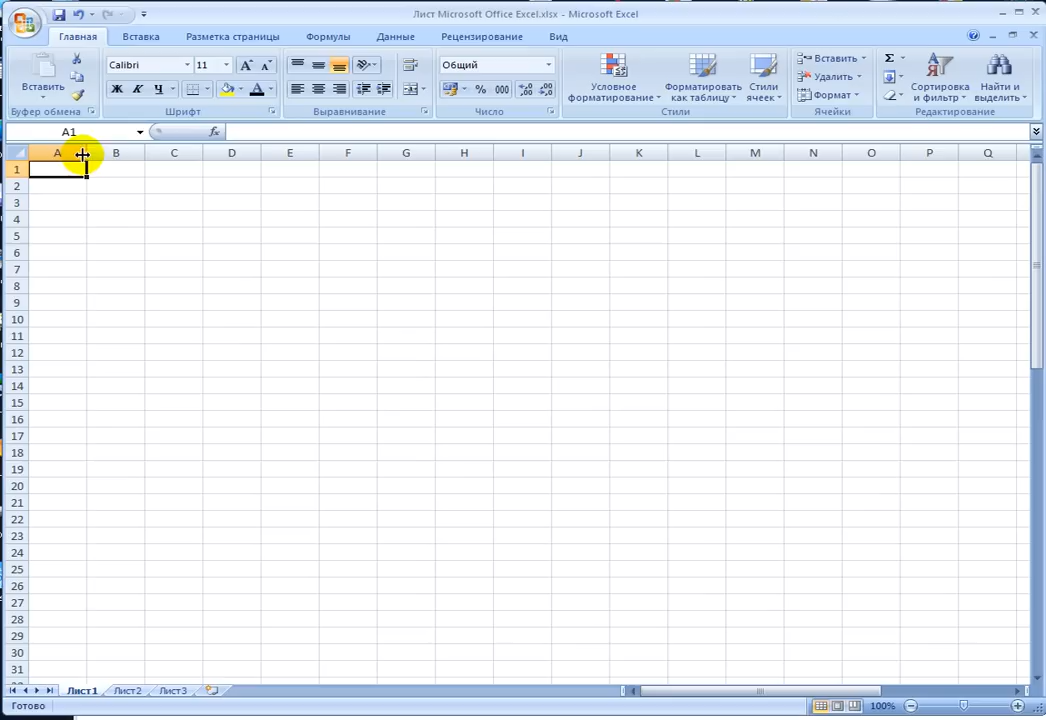 Лист Microsoft Office Excel.xlsx - Microsoft Excel
Главная Вставка Разметка страницы Формулы Данные Рецензирование Вид
Вставить
Буфер обмена
Calibri 11
Ж К Ч
Шрифт
Выравнивание
Общий
% 000
Число
Условное форматирование
Форматировать как таблицу
Стили ячеек
Стили
Вставить
Удалить
Формат
Ячейки
Σ
Сортировка и фильтр
Найти и выделить
Редактирование
A1 fx
A B C D E F G H I J K L M N O P Q
1
2
3
4
5
6
7
8
9
10
11
12
13
14
15
16
17
18
19
20
21
22
23
24
25
26
27
28
29
30
31
Лист1 Лист2 Лист3
Готово 100%